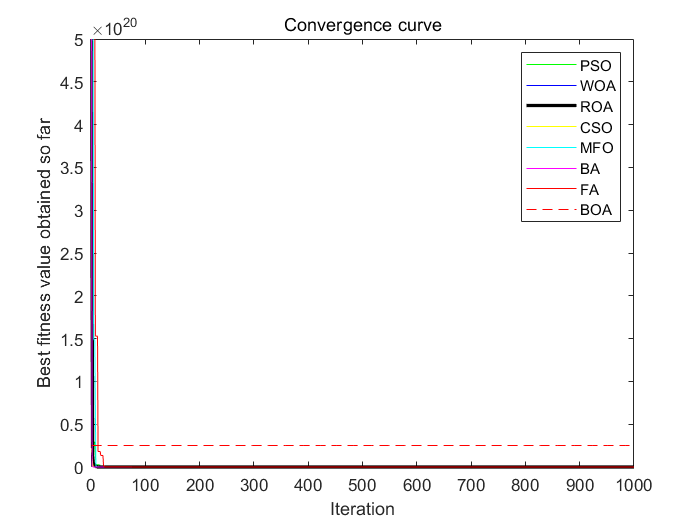 Convergence curve
×10^20
5
4.5
4
3.5
3
2.5
2
1.5
1
0.5
0
Best fitness value obtained so far
PSO
WOA
ROA
CSO
MFO
BA
FA
BOA
0 100 200 300 400 500 600 700 800 900 1000
Iteration